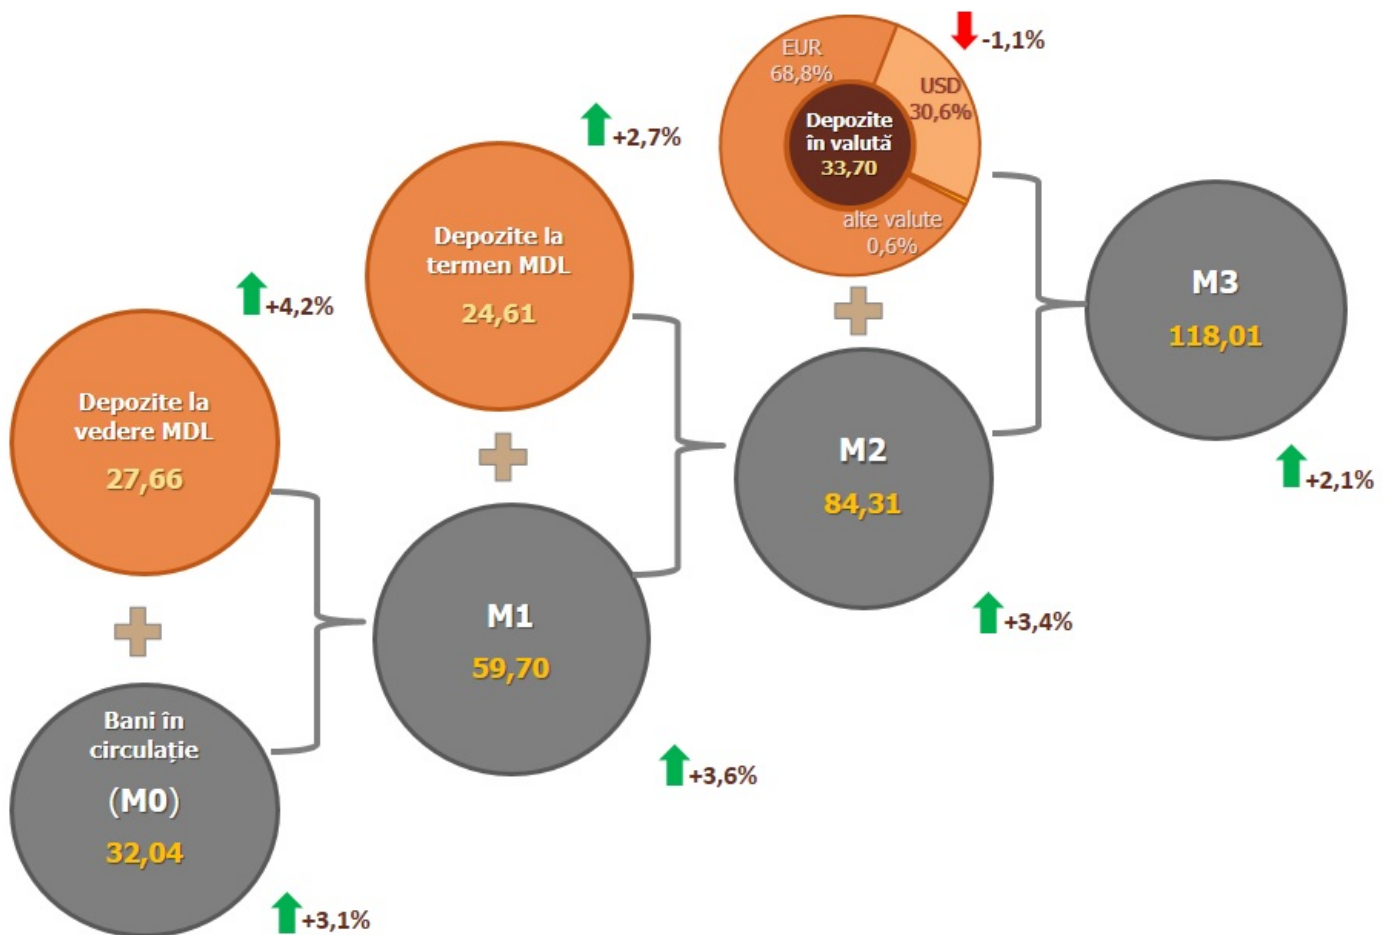 EUR
68,8%
USD
30,6%
Depozite
în valută
33,70
alte valute
0,6%
-1,1%
Depozite la
termen MDL
24,61
+2,7%
Depozite la
vedere MDL
27,66
+4,2%
M3
118,01
+2,1%
M2
84,31
+3,4%
M1
59,70
+3,6%
Bani în
circulație
(M0)
32,04
+3,1%